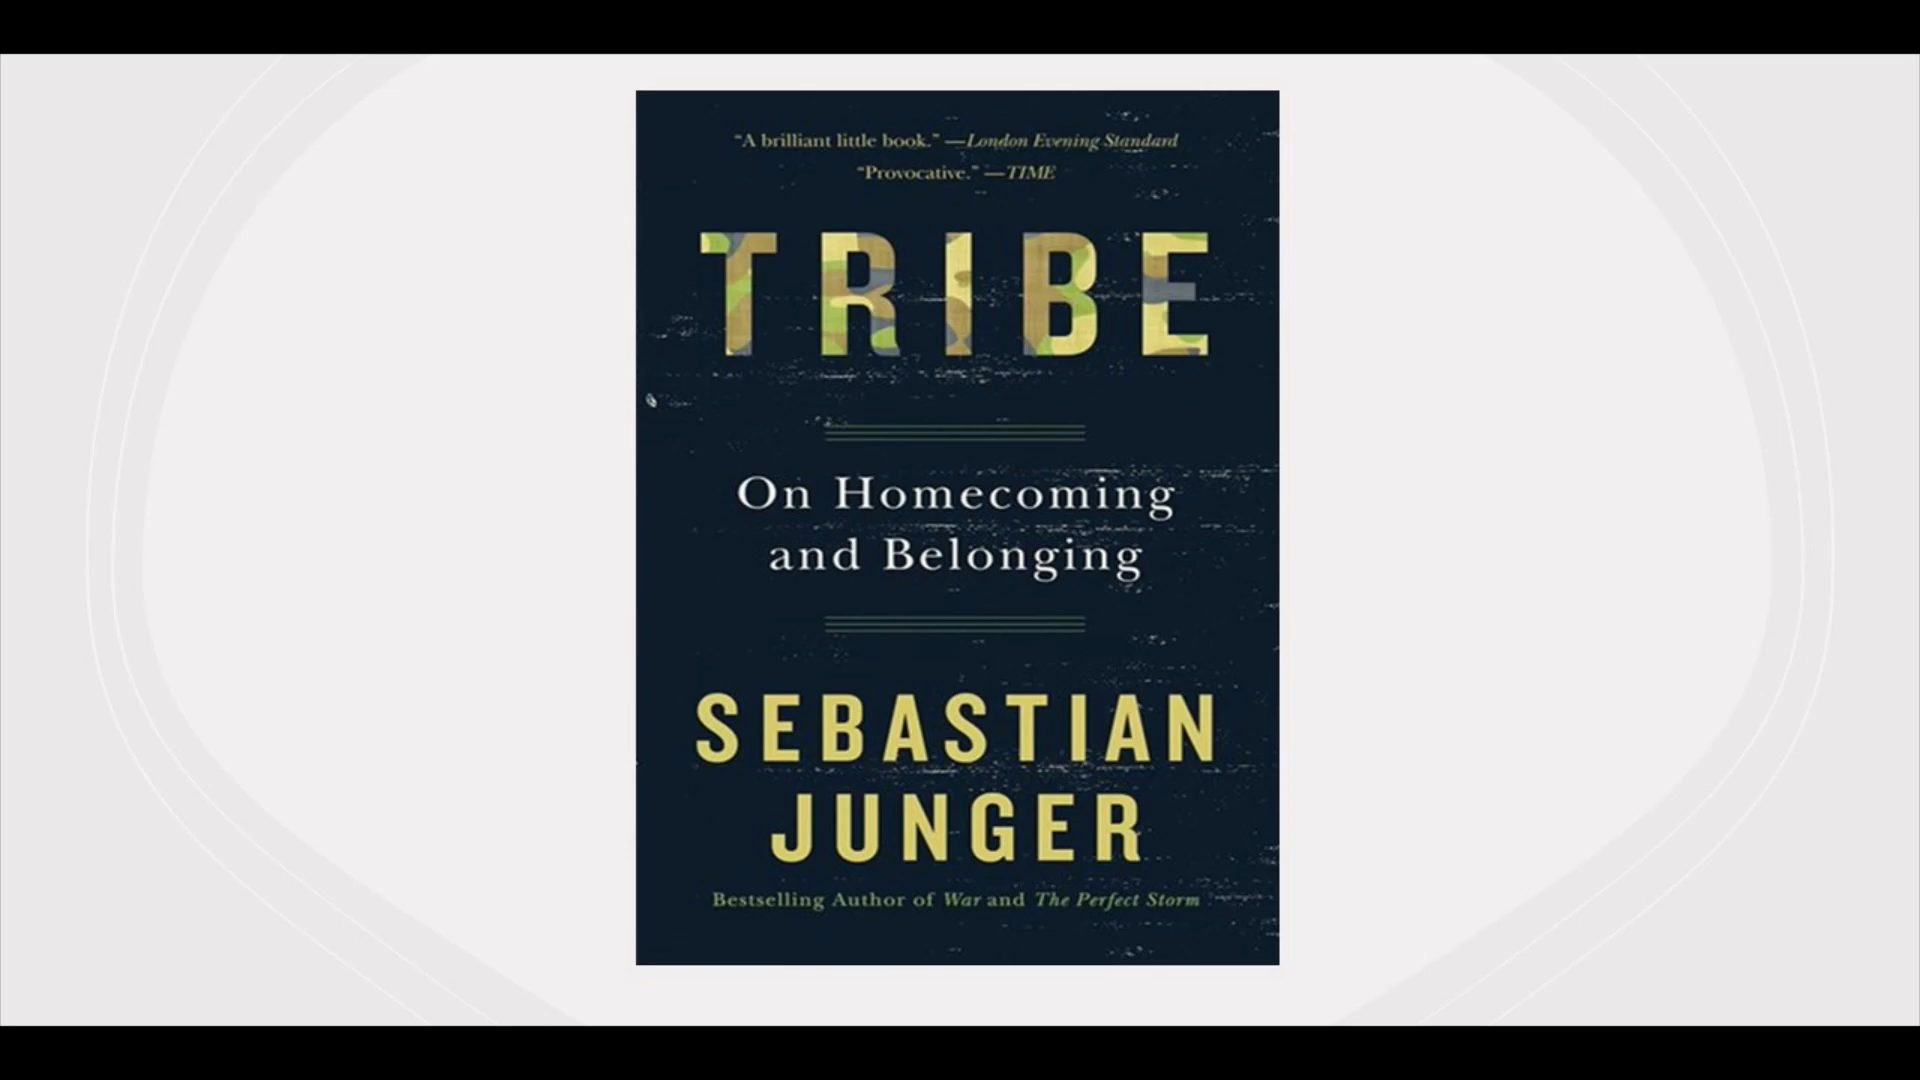 “A brilliant little book.” —London Evening Standard
“Provocative.” —TIME
TRIBE
On Homecoming
and Belonging
SEBASTIAN
JUNGER
Bestselling Author of War and The Perfect Storm